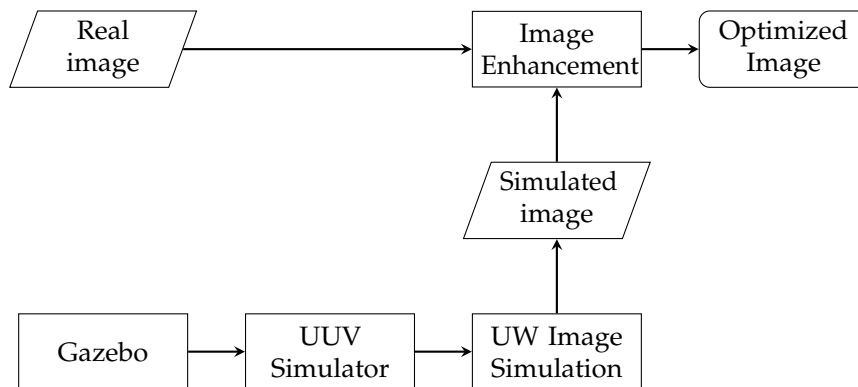 Real
image
Image
Enhancement
Optimized
Image
Simulated
image
Gazebo
UUV
Simulator
UW Image
Simulation